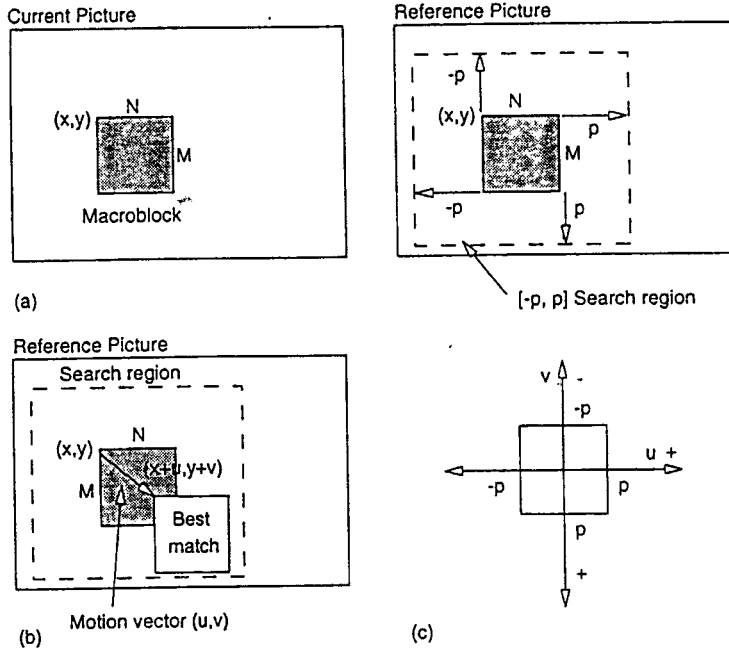 Current Picture
N
(x,y)
M
Macroblock
(a)
Reference Picture
-p
N
(x,y)
p
M
-p
p
[-p, p] Search region
Reference Picture
Search region
N
(x,y)
(x+u,y+v)
M
Best
match
Motion vector (u,v)
(b)
v -
-p
u +
-p
p
p
+
(c)